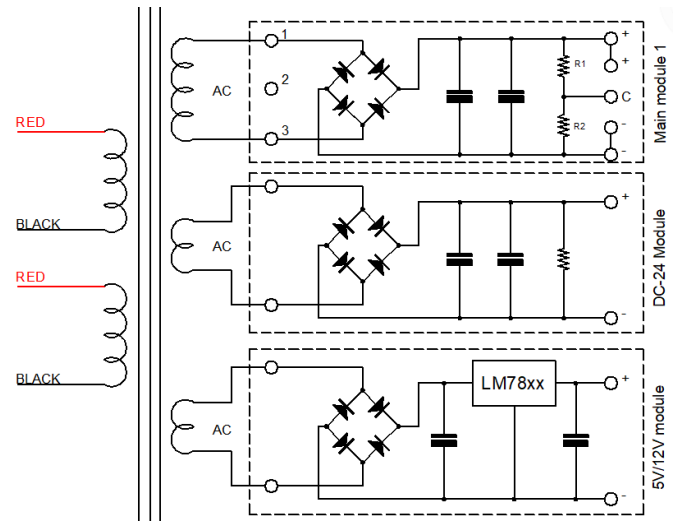 1
+
+
2
AC
R1
C
RED
3
R2
-
-
Main module 1
BLACK
+
AC
DC-24 Module
RED
-
BLACK
LM78xx
+
AC
5V/12V module
-